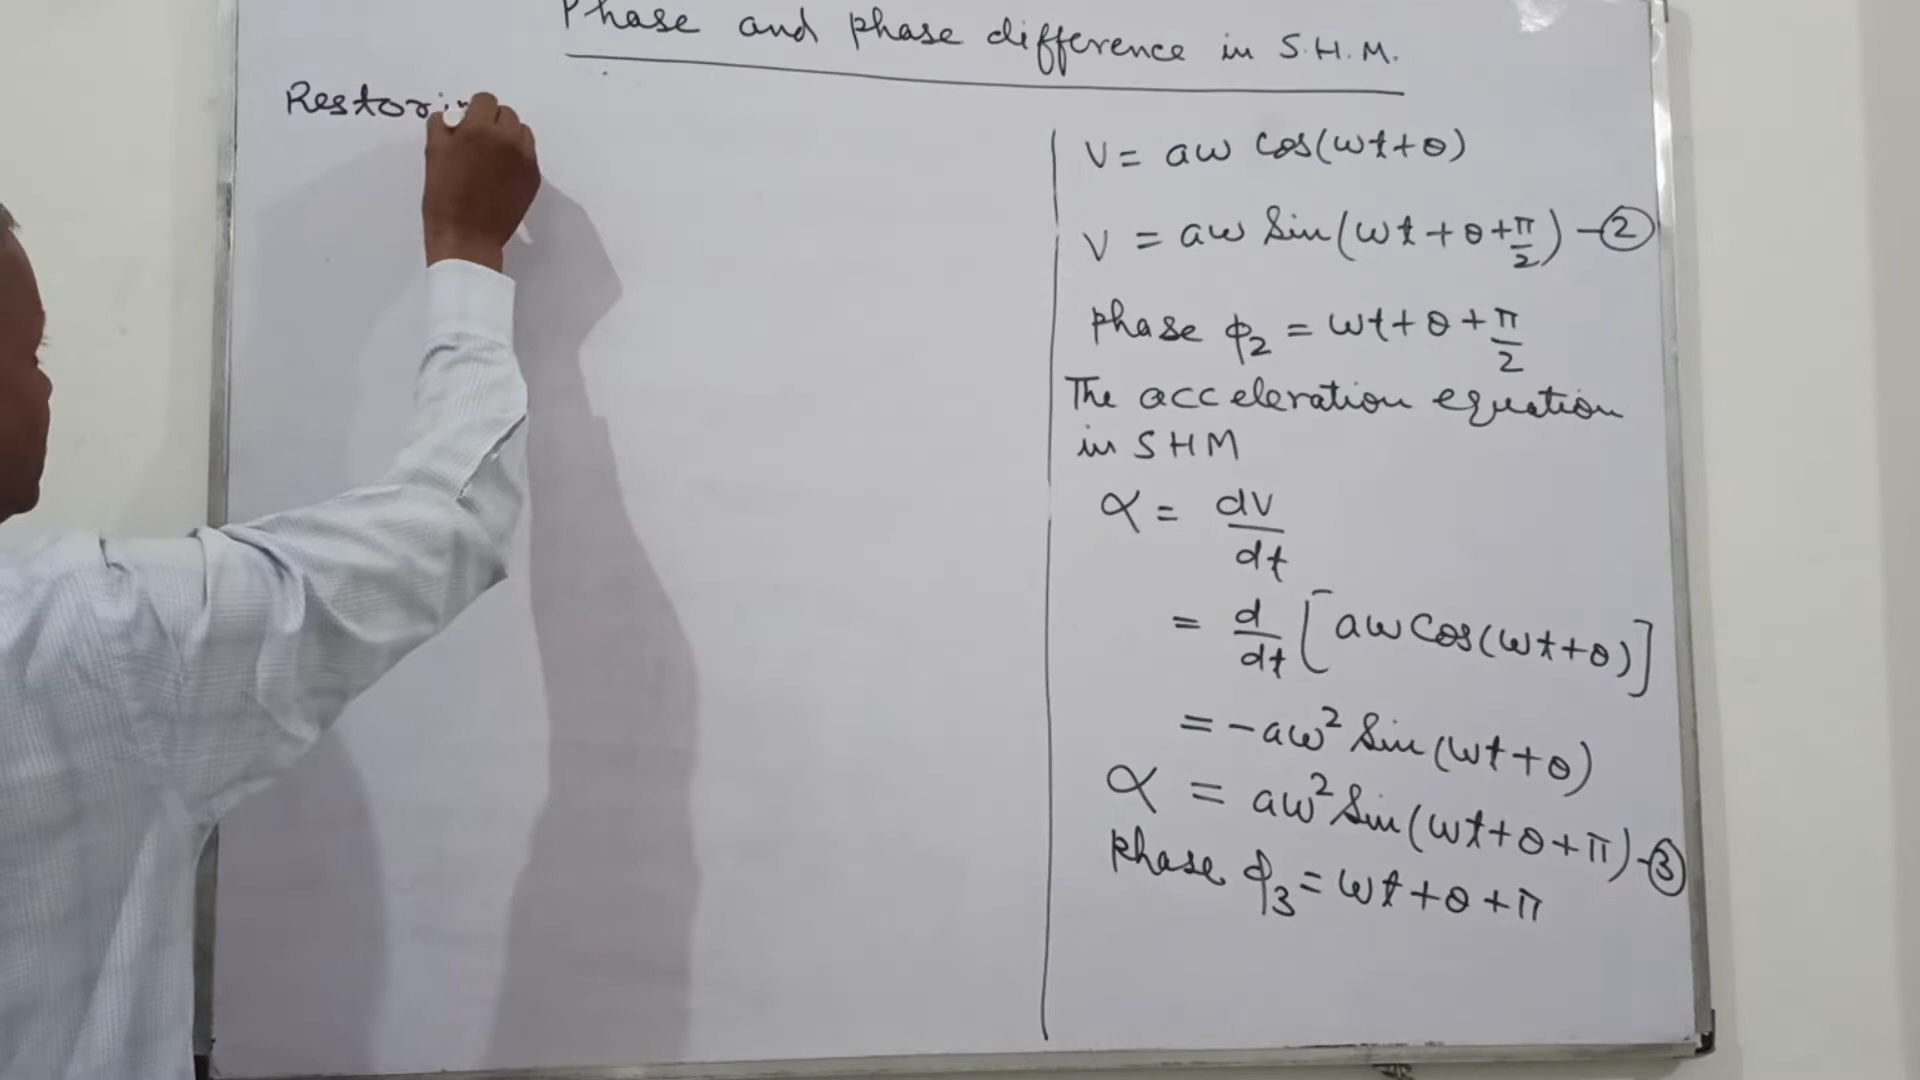 Phase and phase difference in S.H.M.
Restori
V = aω cos(ωt+θ)
V = aω Sin(ωt+θ+π/2) -②
phase ϕ₂ = ωt+θ+π/2
The acceleration equation
in SHM
α = dV/dt
= d/dt [aω Cos(ωt+θ)]
= -aω² Sin(ωt+θ)
α = aω² Sin(ωt+θ+π) -③
phase ϕ₃ = ωt+θ+π